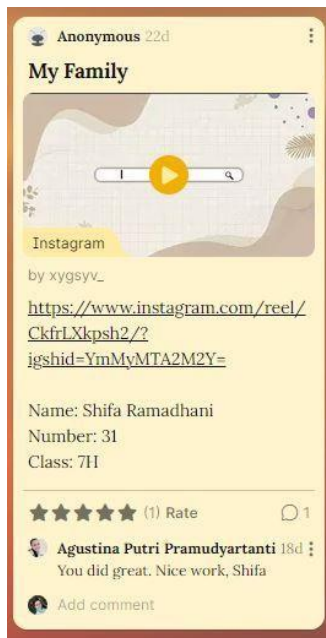 Anonymous 22d
My Family
Instagram
by xygsyv_
https://www.instagram.com/reel/
CkfrLXkpsh2/?
igshid=YmMyMTA2M2Y=
Name: Shifa Ramadhani
Number: 31
Class: 7H
(1) Rate 1
Agustina Putri Pramudyartanti 18d
You did great. Nice work, Shifa
Add comment